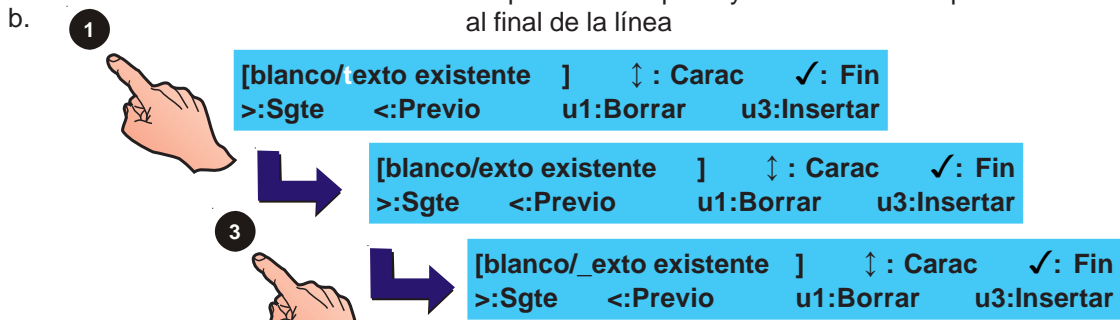 b.
al final de la línea
1
[blanco/texto existente ] ↕ : Carac ✓: Fin
>:Sgte <:Previo u1:Borrar u3:Insertar
[blanco/exto existente ] ↕ : Carac ✓: Fin
>:Sgte <:Previo u1:Borrar u3:Insertar
3
[blanco/_exto existente ] ↕ : Carac ✓: Fin
>:Sgte <:Previo u1:Borrar u3:Insertar